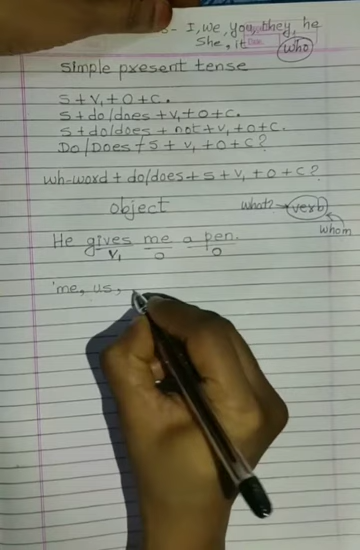 S- I, we, you, they, he
she, it who
Simple present tense
S + V₁ + O + C.
S + do/does + V₁ + O + C.
S + do/does + not + V₁ + O + C.
Do/Does + S + V₁ + O + C?
wh-word + do/does + S + V₁ + O + C?
Object
what? → verb
whom
He gives me a pen.
V₁ O O
'me, us,